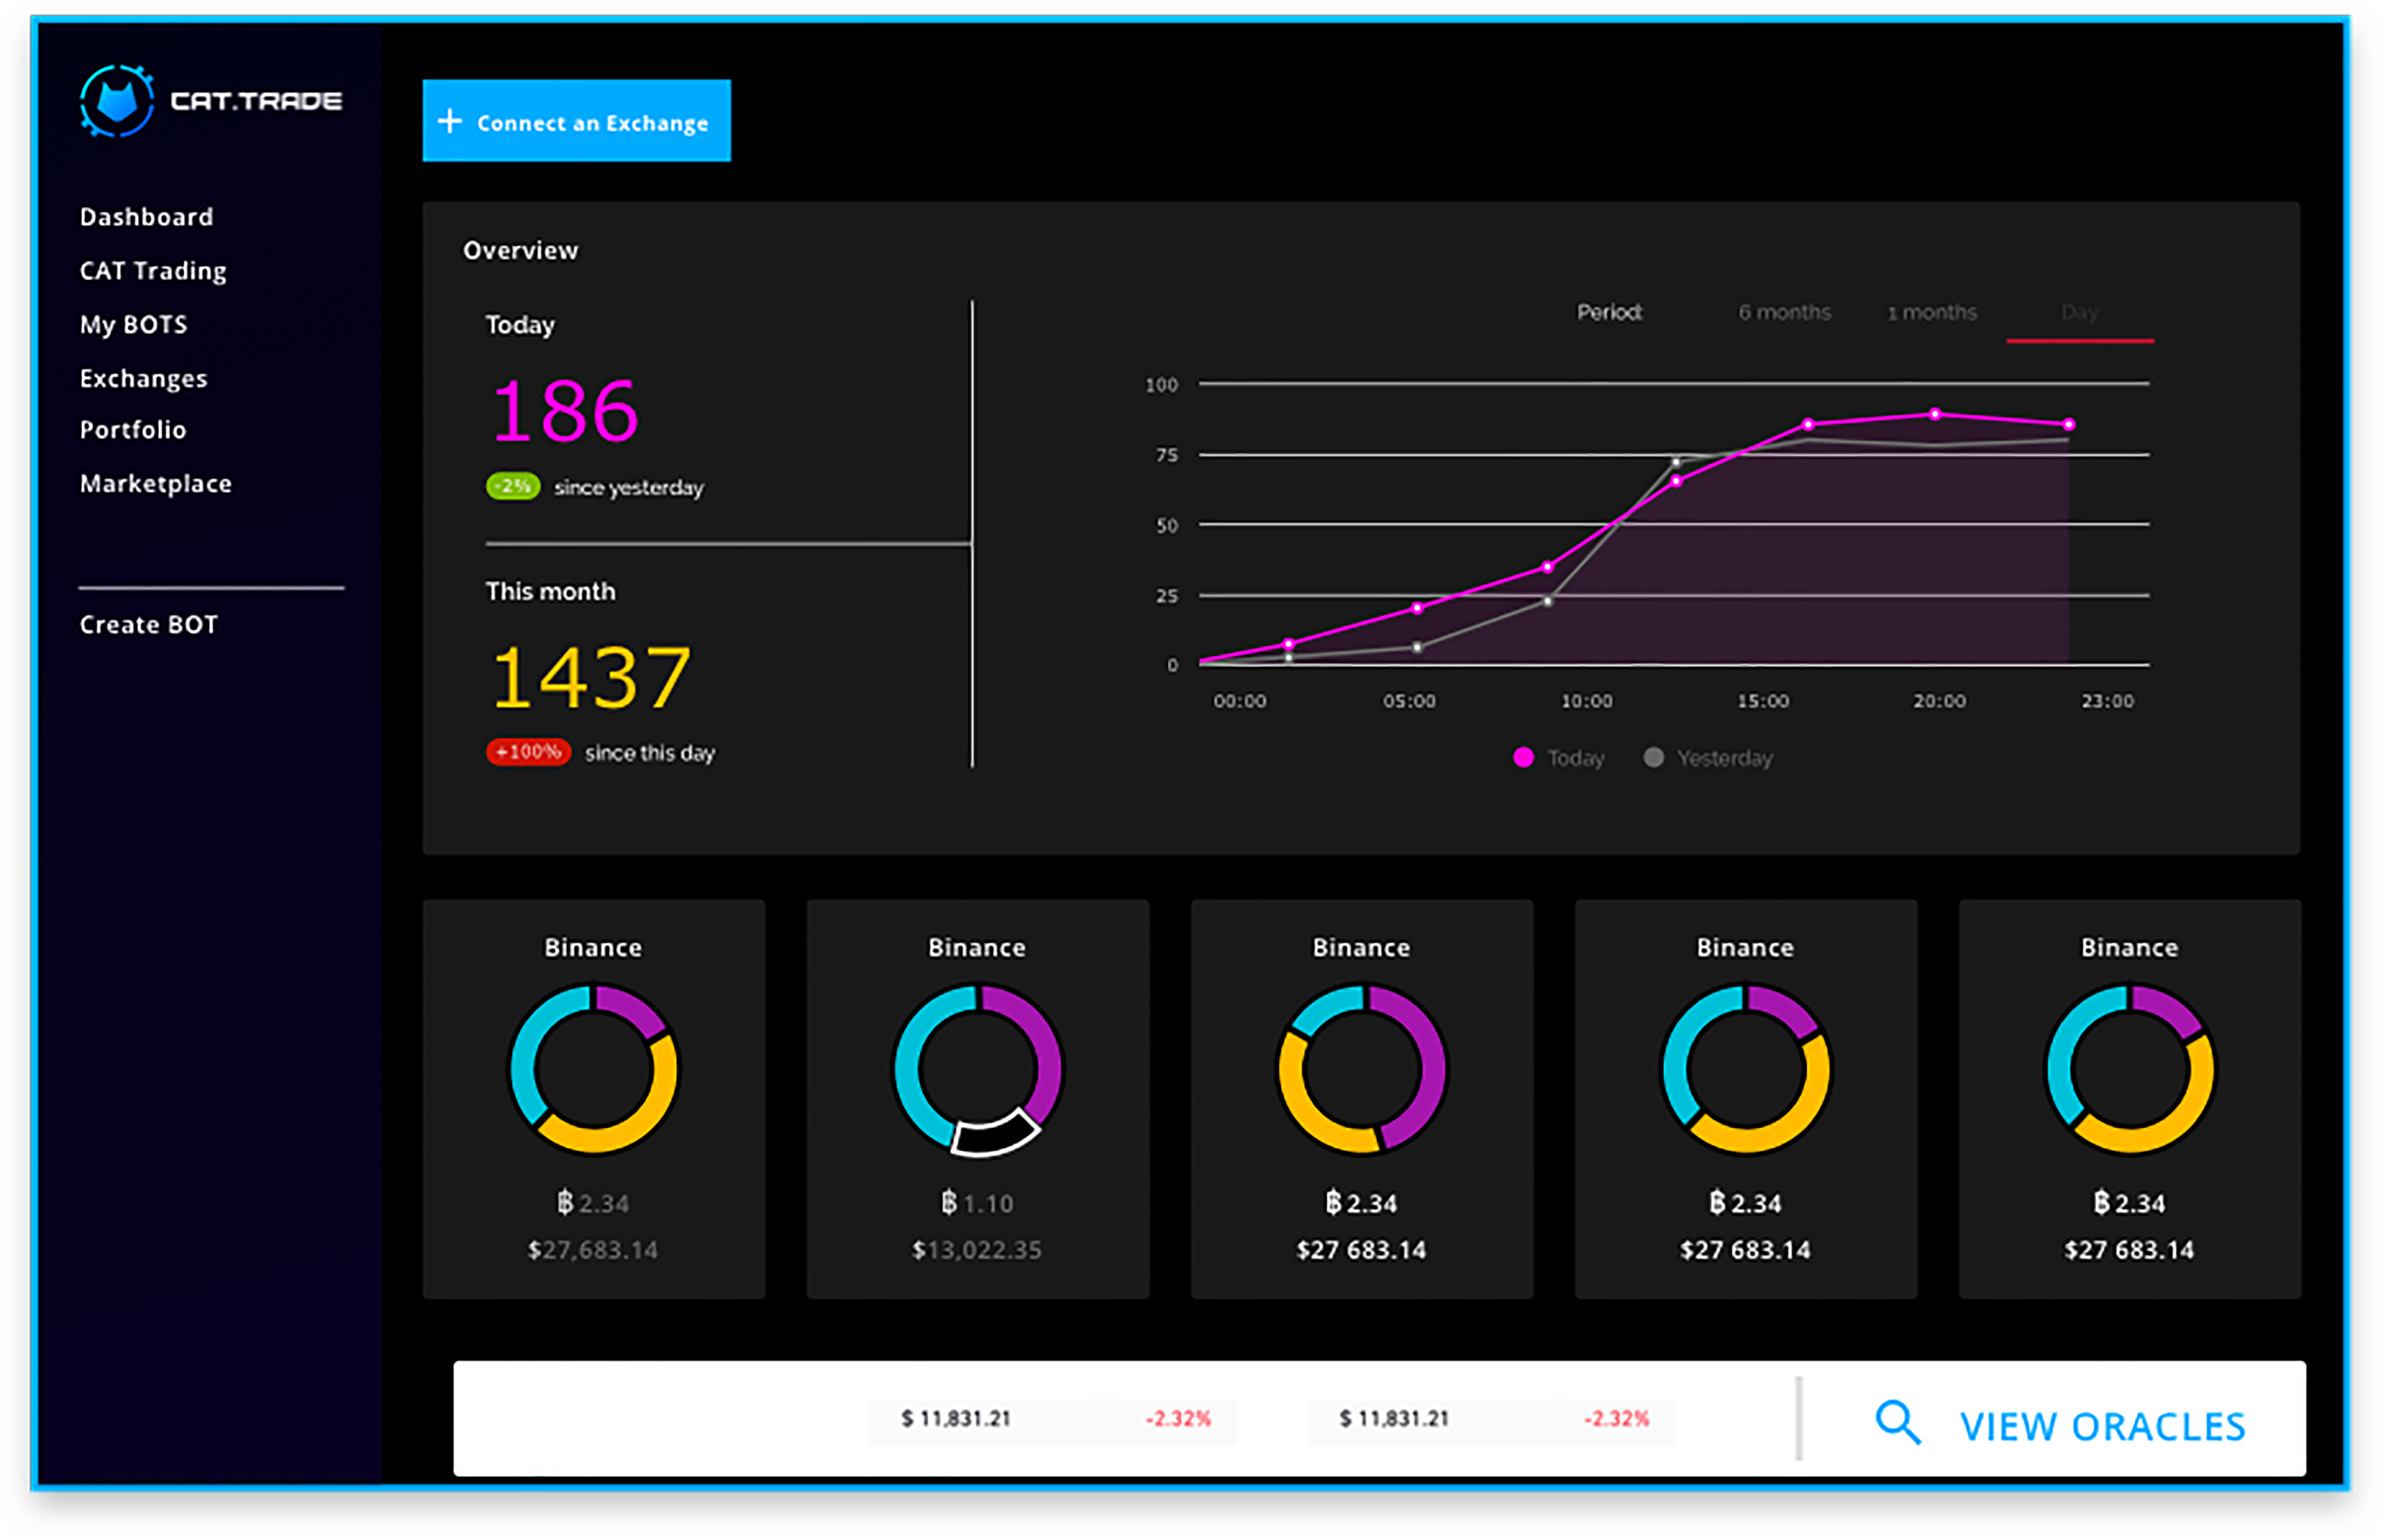 CAT.TRADE
Dashboard
CAT Trading
My BOTS
Exchanges
Portfolio
Marketplace
Create BOT
+ Connect an Exchange
Overview
Today
186
-2% since yesterday
This month
1437
+100% since this day
Period: 6 months 1 months Day
100
75
50
25
0
00:00 05:00 10:00 15:00 20:00 23:00
Today Yesterday
Binance
฿ 2.34
$27,683.14
Binance
฿ 1.10
$13,022.35
Binance
฿ 2.34
$27 683.14
Binance
฿ 2.34
$27 683.14
Binance
฿ 2.34
$27 683.14
$ 11,831.21 -2.32% $ 11,831.21 -2.32% VIEW ORACLES